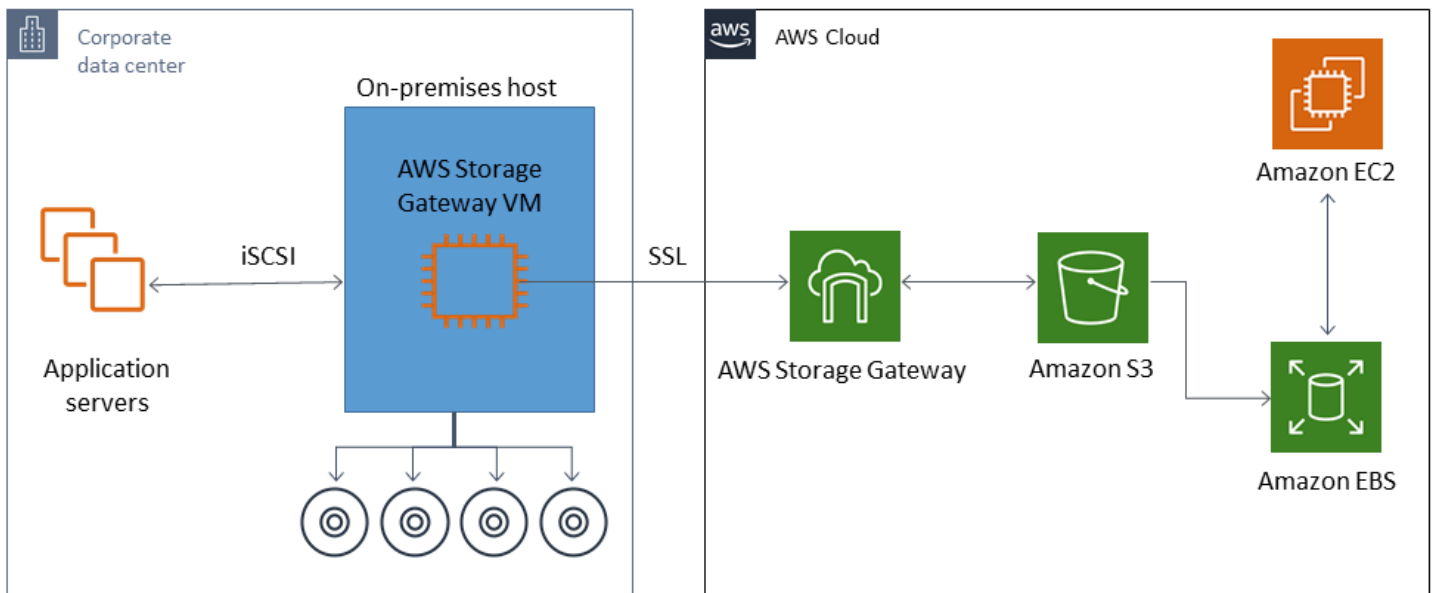 Corporate
data center
On-premises host
AWS Storage
Gateway VM
iSCSI
Application
servers
SSL
aws
AWS Cloud
Amazon EC2
AWS Storage Gateway
Amazon S3
Amazon EBS